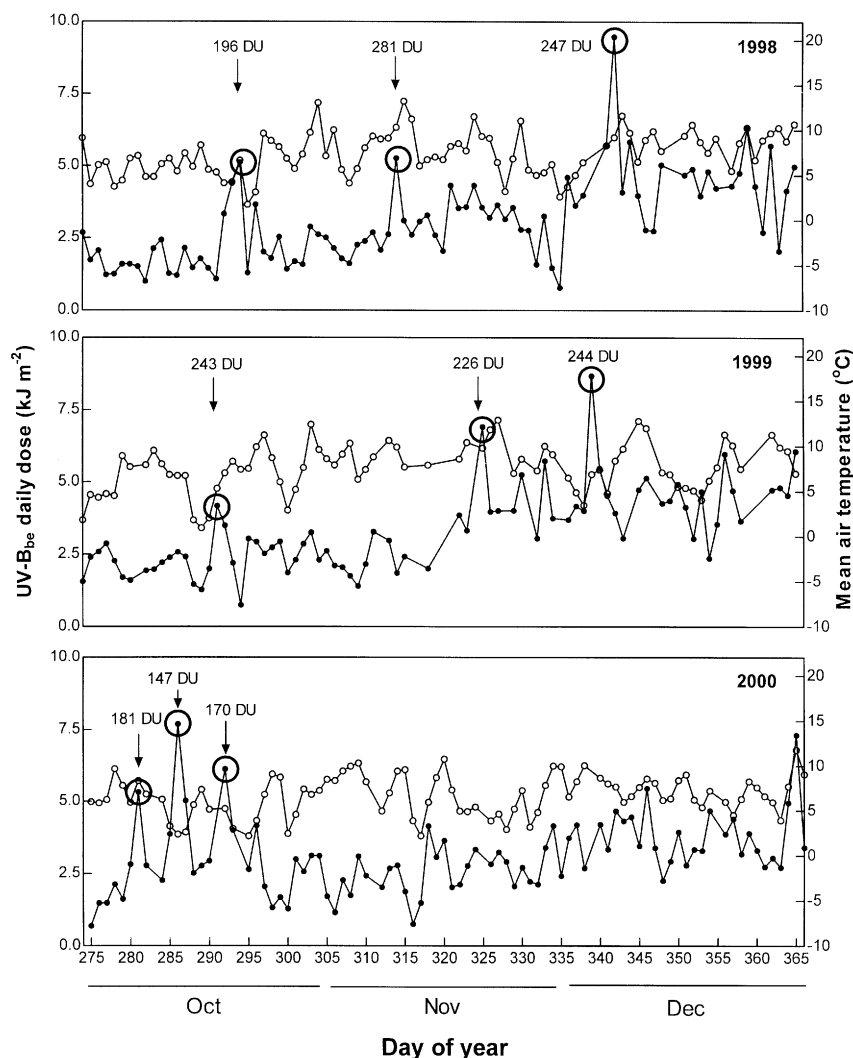 10.0
7.5
5.0
2.5
0.0
196 DU
281 DU
247 DU
1998
20
15
10
5
0
-5
-10
10.0
7.5
5.0
2.5
0.0
243 DU
226 DU
244 DU
1999
20
15
10
5
0
-5
-10
UV-Bbe daily dose (kJ m-2)
Mean air temperature (oC)
10.0
7.5
5.0
2.5
0.0
147 DU
181 DU
170 DU
2000
20
15
10
5
0
-5
-10
275 280 285 290 295 300 305 310 315 320 325 330 335 340 345 350 355 360 365
Oct Nov Dec
Day of year